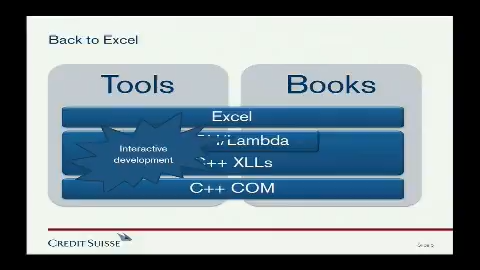 Back to Excel
Tools
Books
Excel
/Lambda
Interactive
development
C++ XLLs
C++ COM
CREDIT SUISSE